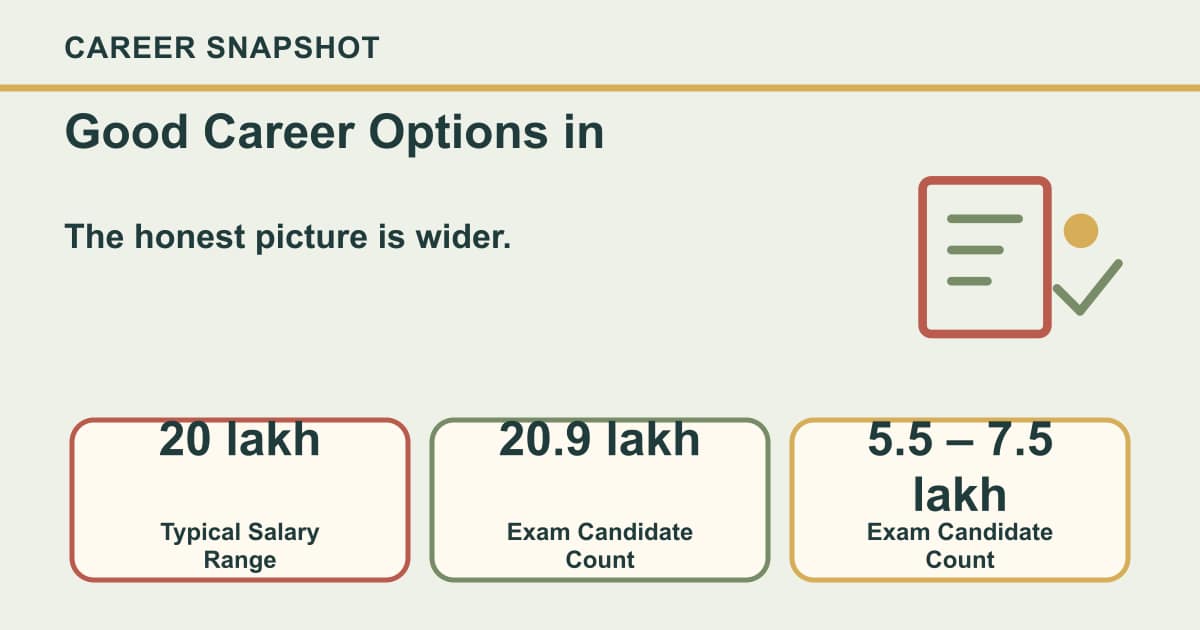 CAREER SNAPSHOT
Good Career Options in
The honest picture is wider.
20 lakh
Typical Salary
Range
20.9 lakh
Exam Candidate
Count
5.5 – 7.5
lakh
Exam Candidate
Count